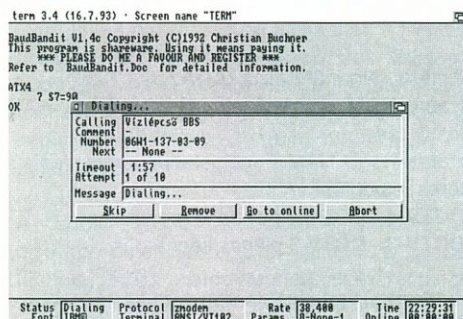 term 3.4 (16.7.93) · Screen name "TERM"
BaudBandit V1.4c Copyright (C)1992 Christian Buchner
This program is shareware. Using it means paying it.
*** PLEASE DO ME A FAVOUR AND REGISTER ***
Refer to BaudBandit.Doc for detailed information.
ATX4
? S7=90
OK
Dialing...
Calling Vízlépcső BBS
Comment -
Number 06W1-137-03-09
Next -- None --
Timeout 1:57
Attempt 1 of 10
Message Dialing...
Skip Remove Go to online Abort
Status Dialing Protocol zmodem Rate 38,400 Time 22:29:31
Font IBM® Terminal ANSI/VT102 Params 8-None-1 Online 00:00:00